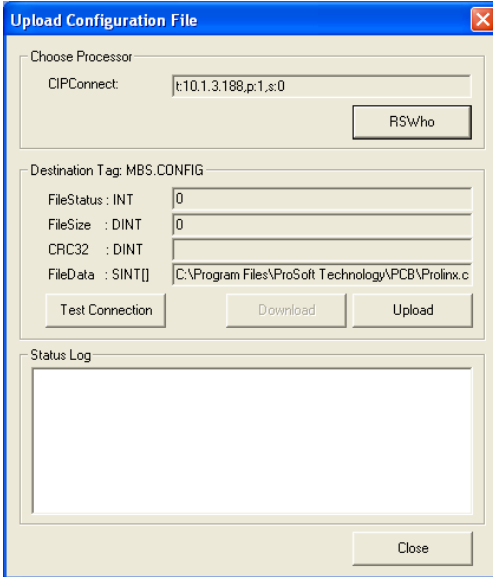 Upload Configuration File
Choose Processor
CIPConnect: t:10.1.3.188,p:1,s:0
RSWho
Destination Tag: MBS.CONFIG
FileStatus : INT 0
FileSize : DINT 0
CRC32 : DINT
FileData : SINT[] C:\Program Files\ProSoft Technology\PCB\Prolinx.c
Test Connection Download Upload
Status Log
Close